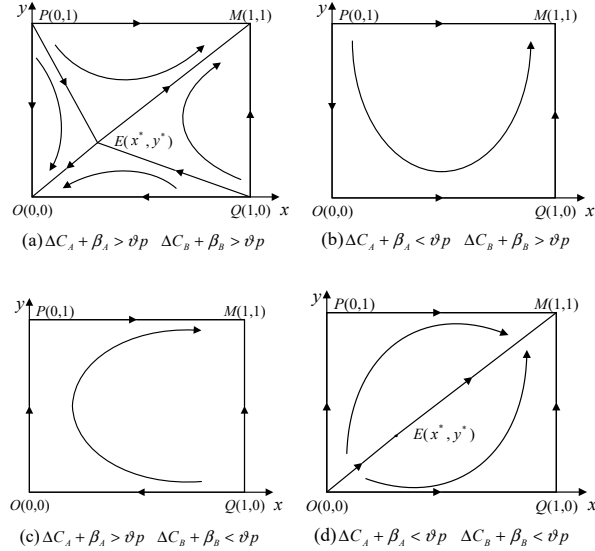 y P(0,1) M(1,1)
E(x*, y*)
O(0,0) Q(1,0) x
(a) ΔC_A + β_A > ϑp ΔC_B + β_B > ϑp
y P(0,1) M(1,1)
O(0,0) Q(1,0) x
(b) ΔC_A + β_A < ϑp ΔC_B + β_B > ϑp
y P(0,1) M(1,1)
O(0,0) Q(1,0) x
(c) ΔC_A + β_A > ϑp ΔC_B + β_B < ϑp
y P(0,1) M(1,1)
E(x*, y*)
O(0,0) Q(1,0) x
(d) ΔC_A + β_A < ϑp ΔC_B + β_B < ϑp